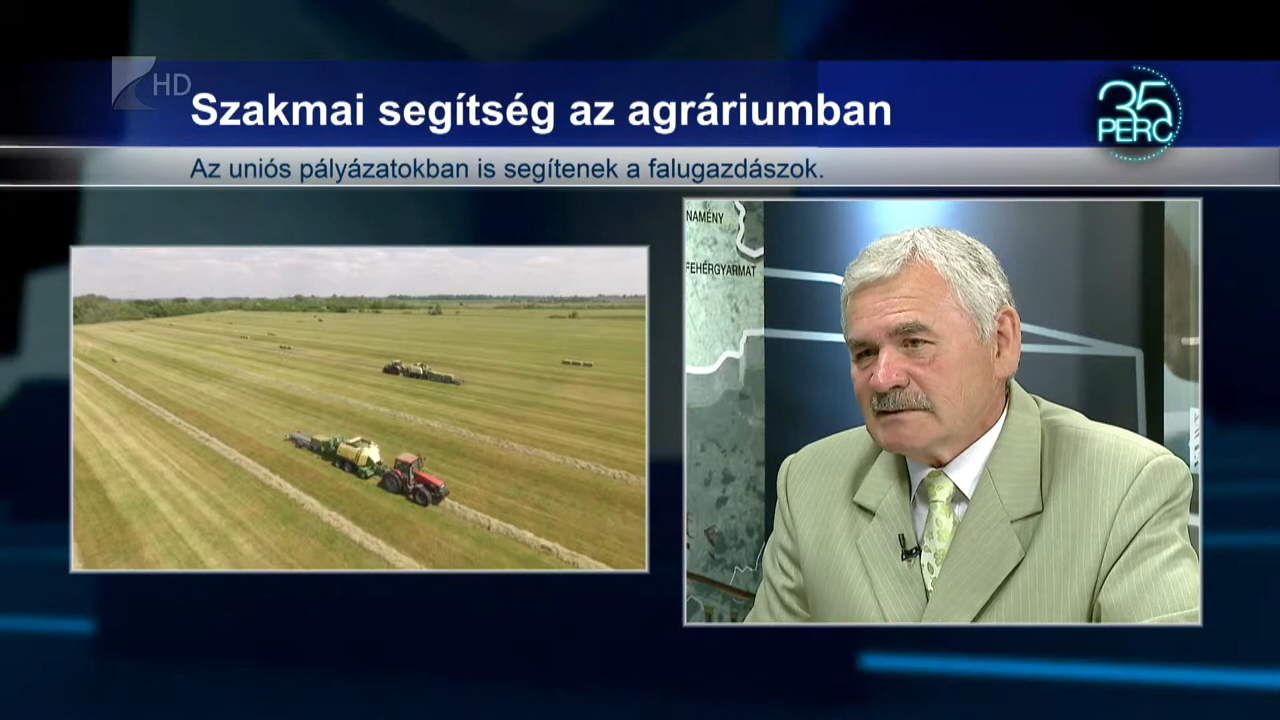 HD
Szakmai segítség az agráriumban
35
PERC
Az uniós pályázatokban is segítenek a falugazdászok.
NAMÉNY
FEHÉRGYARMAT